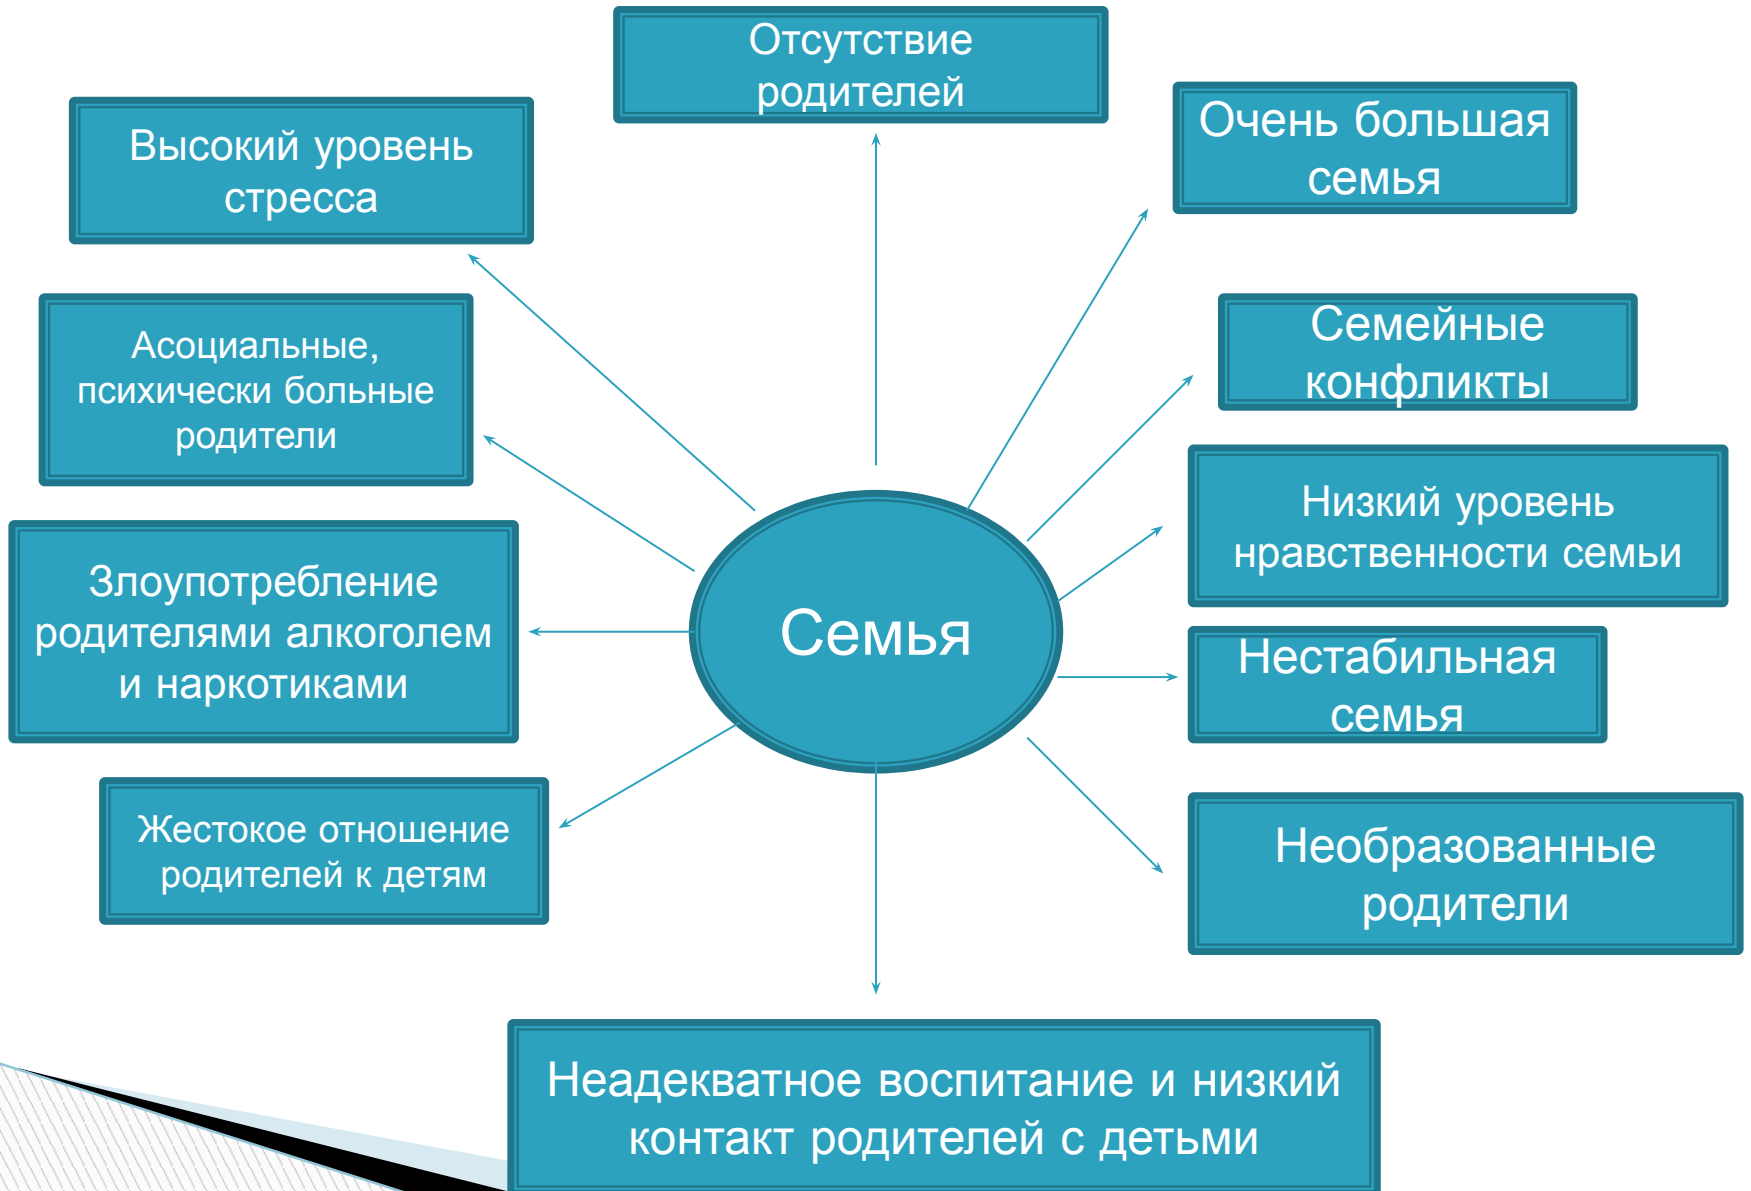 Отсутствие
родителей
Очень большая
семья
Высокий уровень
стресса
Семейные
конфликты
Асоциальные,
психически больные
родители
Низкий уровень
нравственности семьи
Злоупотребление
родителями алкоголем
и наркотиками
Семья
Нестабильная
семья
Жестокое отношение
родителей к детям
Необразованные
родители
Неадекватное воспитание и низкий
контакт родителей с детьми